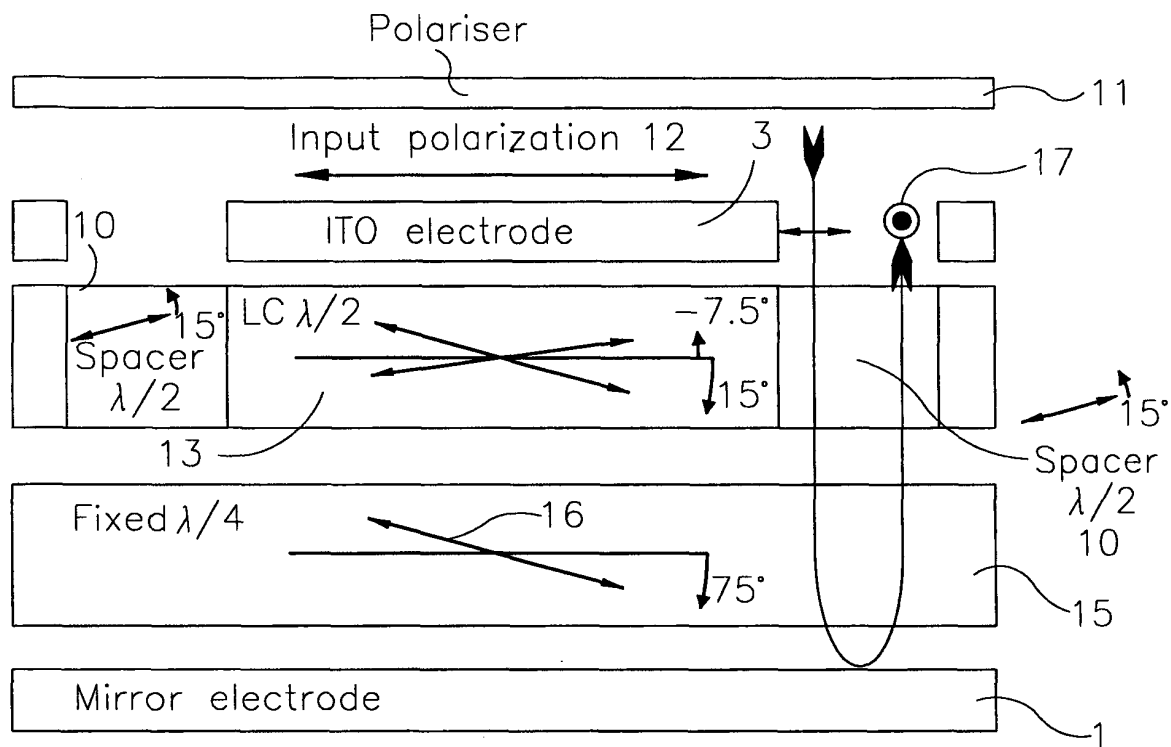 Polariser
11
Input polarization 12
3
17
10
ITO electrode
15°
LC λ/2
-7.5°
Spacer
λ/2
15°
15°
13
Spacer
λ/2
10
Fixed λ/4
16
75°
15
Mirror electrode
1